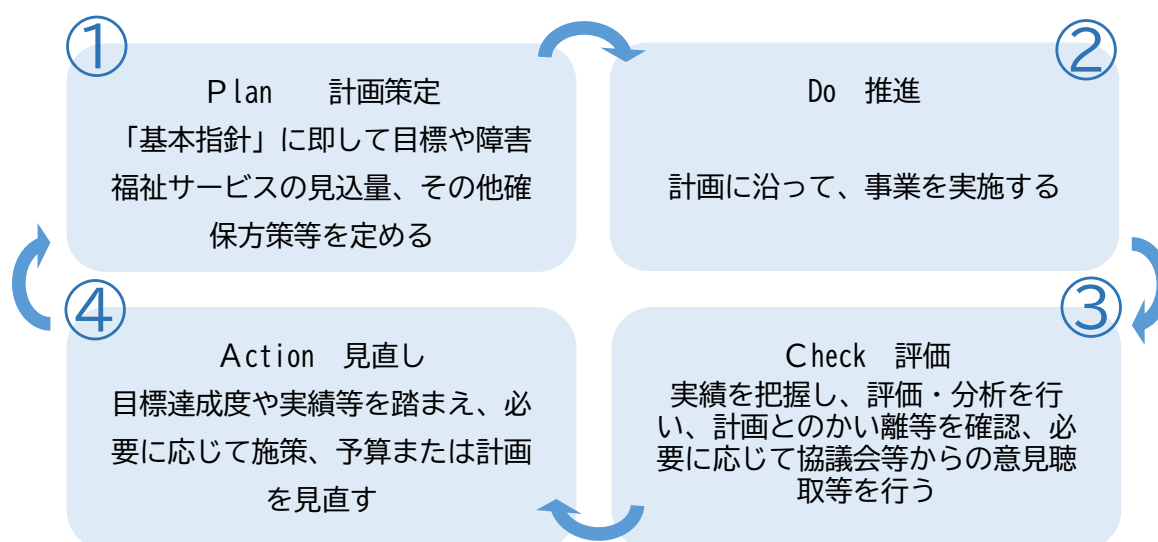 ①
Ｐlan　　計画策定
「基本指針」に即して目標や障害
福祉サービスの見込量、その他確
保方策等を定める
②
Do　推進
計画に沿って、事業を実施する
③
Ｃheck　評価
実績を把握し、評価・分析を行
い、計画とのかい離等を確認、必
要に応じて協議会等からの意見聴
取等を行う
④
Ａction　見直し
目標達成度や実績等を踏まえ、必
要に応じて施策、予算または計画
を見直す